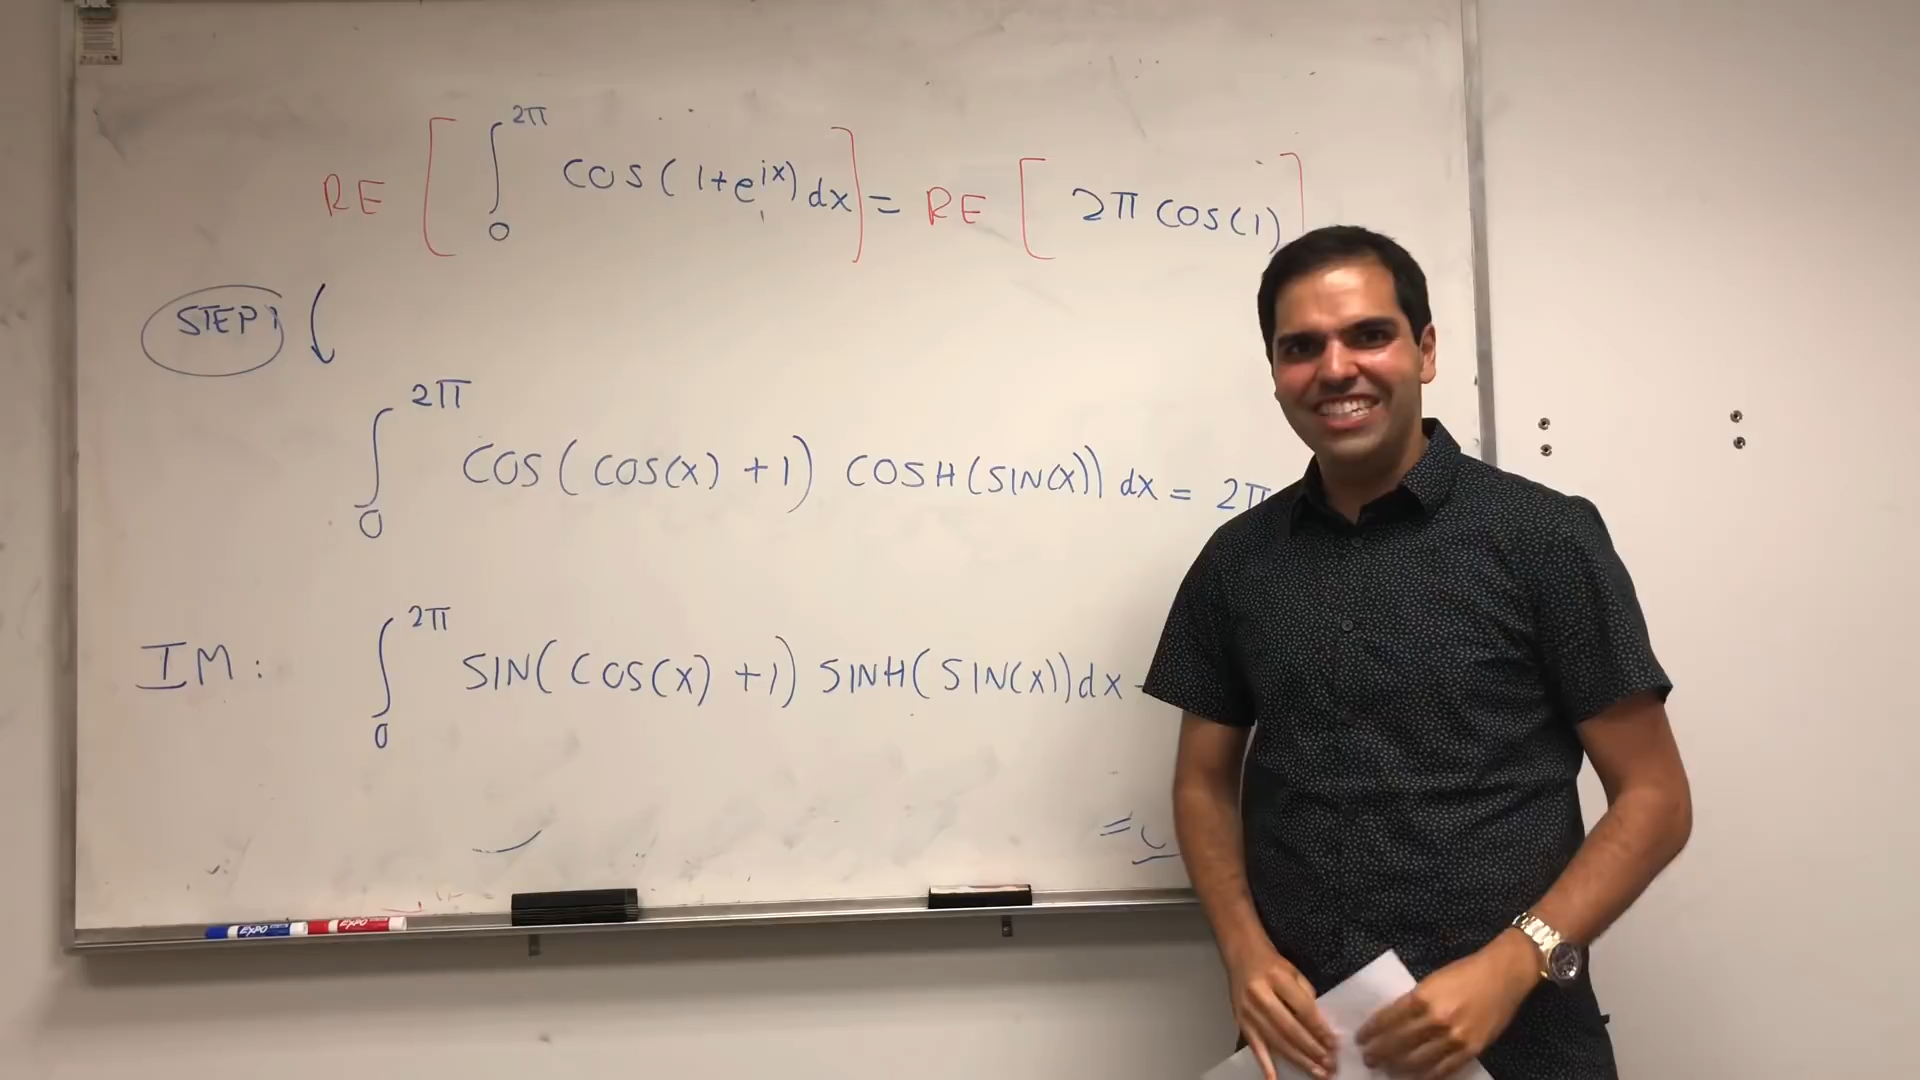 RE [ ∫₀^{2π} COS(1+e^{ix})dx ] = RE [ 2π COS(1) ]
STEP 1
∫₀^{2π} COS(COS(X)+1) COSH(SIN(X)) dx = 2π
IM: ∫₀^{2π} SIN(COS(X)+1) SINH(SIN(X))dx
=
EXPO EXPO